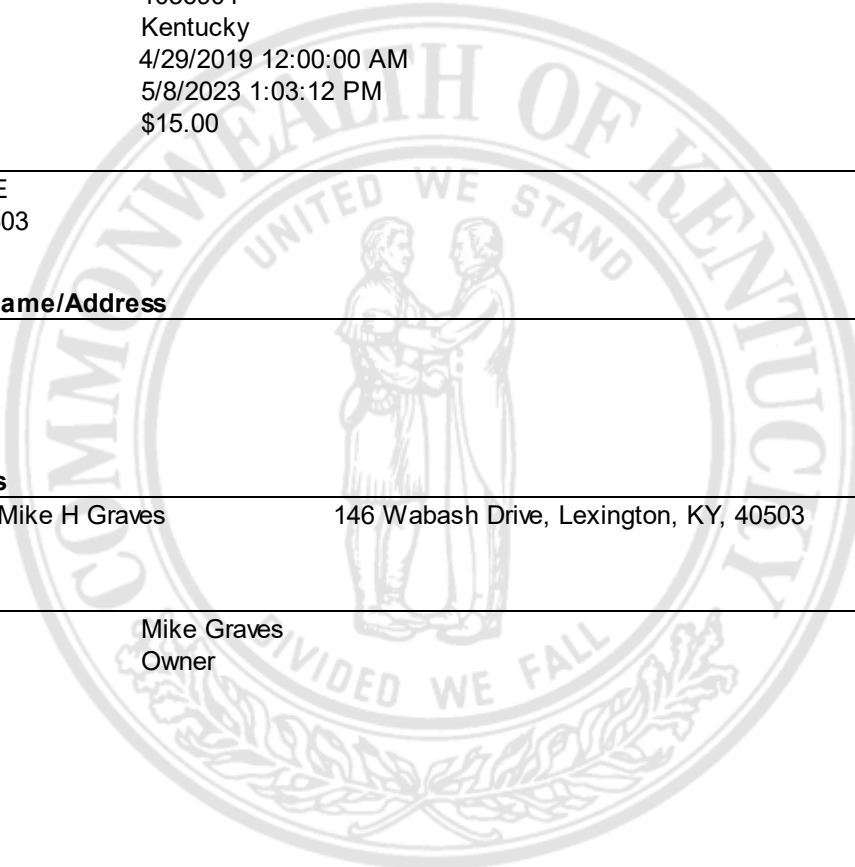 Kentucky
4/29/2019 12:00:00 AM
5/8/2023 1:03:12 PM
$15.00
COMMONWEALTH OF KENTUCKY
UNITED WE STAND
E
03
ame/Address
s
Mike H Graves 146 Wabash Drive, Lexington, KY, 40503
Mike Graves
Owner
DIVIDED WE FALL